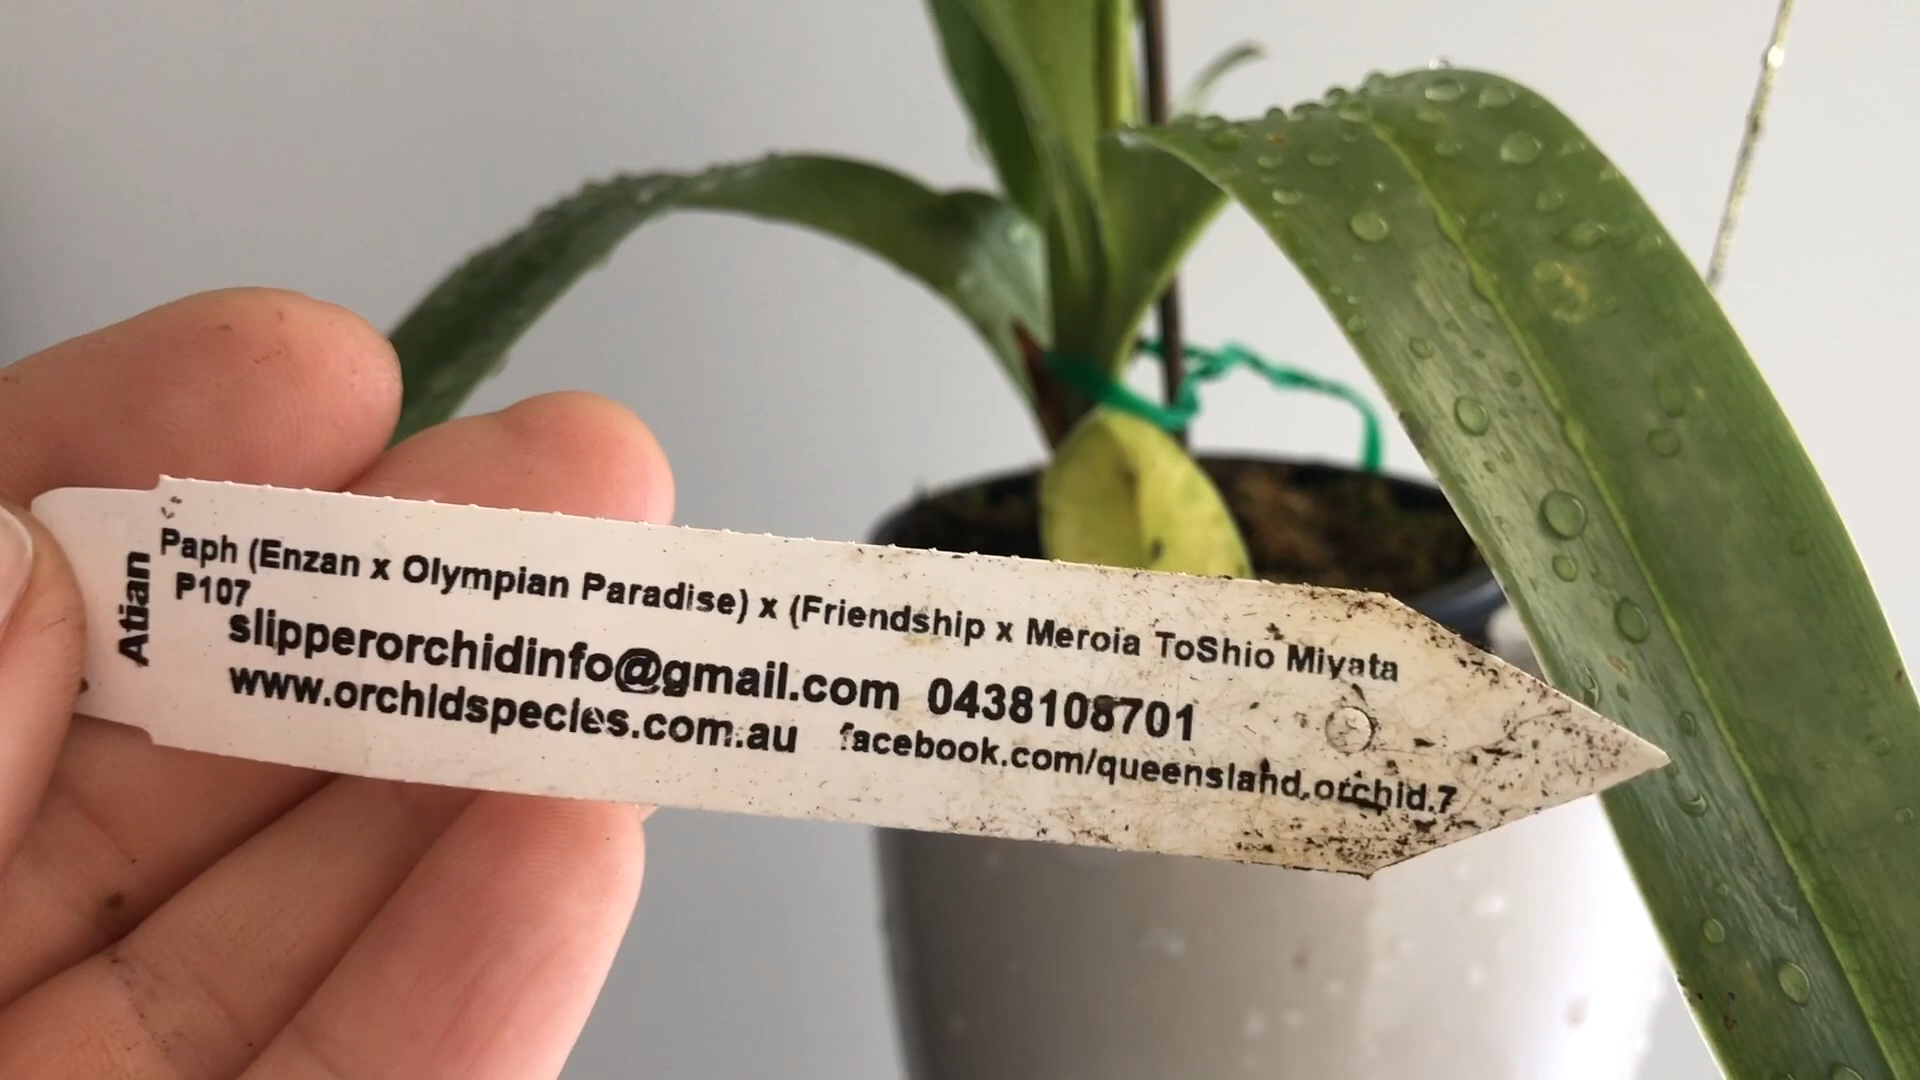 Atian
Paph (Enzan x Olympian Paradise) x (Friendship x Meroia ToShio Miyata
P107
slipperorchidinfo@gmail.com 0438108701
www.orchidspecies.com.au facebook.com/queensland.orchid.7